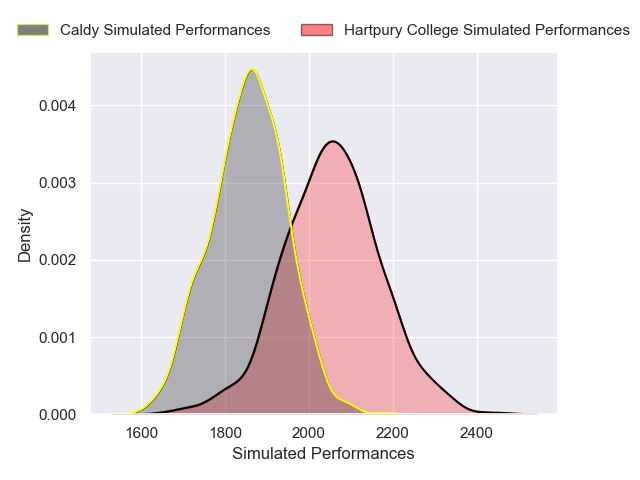 Caldy Simulated Performances
Hartpury College Simulated Performances
0.004
0.003
0.002
0.001
0.000
Density
1600
1800
2000
2200
2400
Simulated Performances